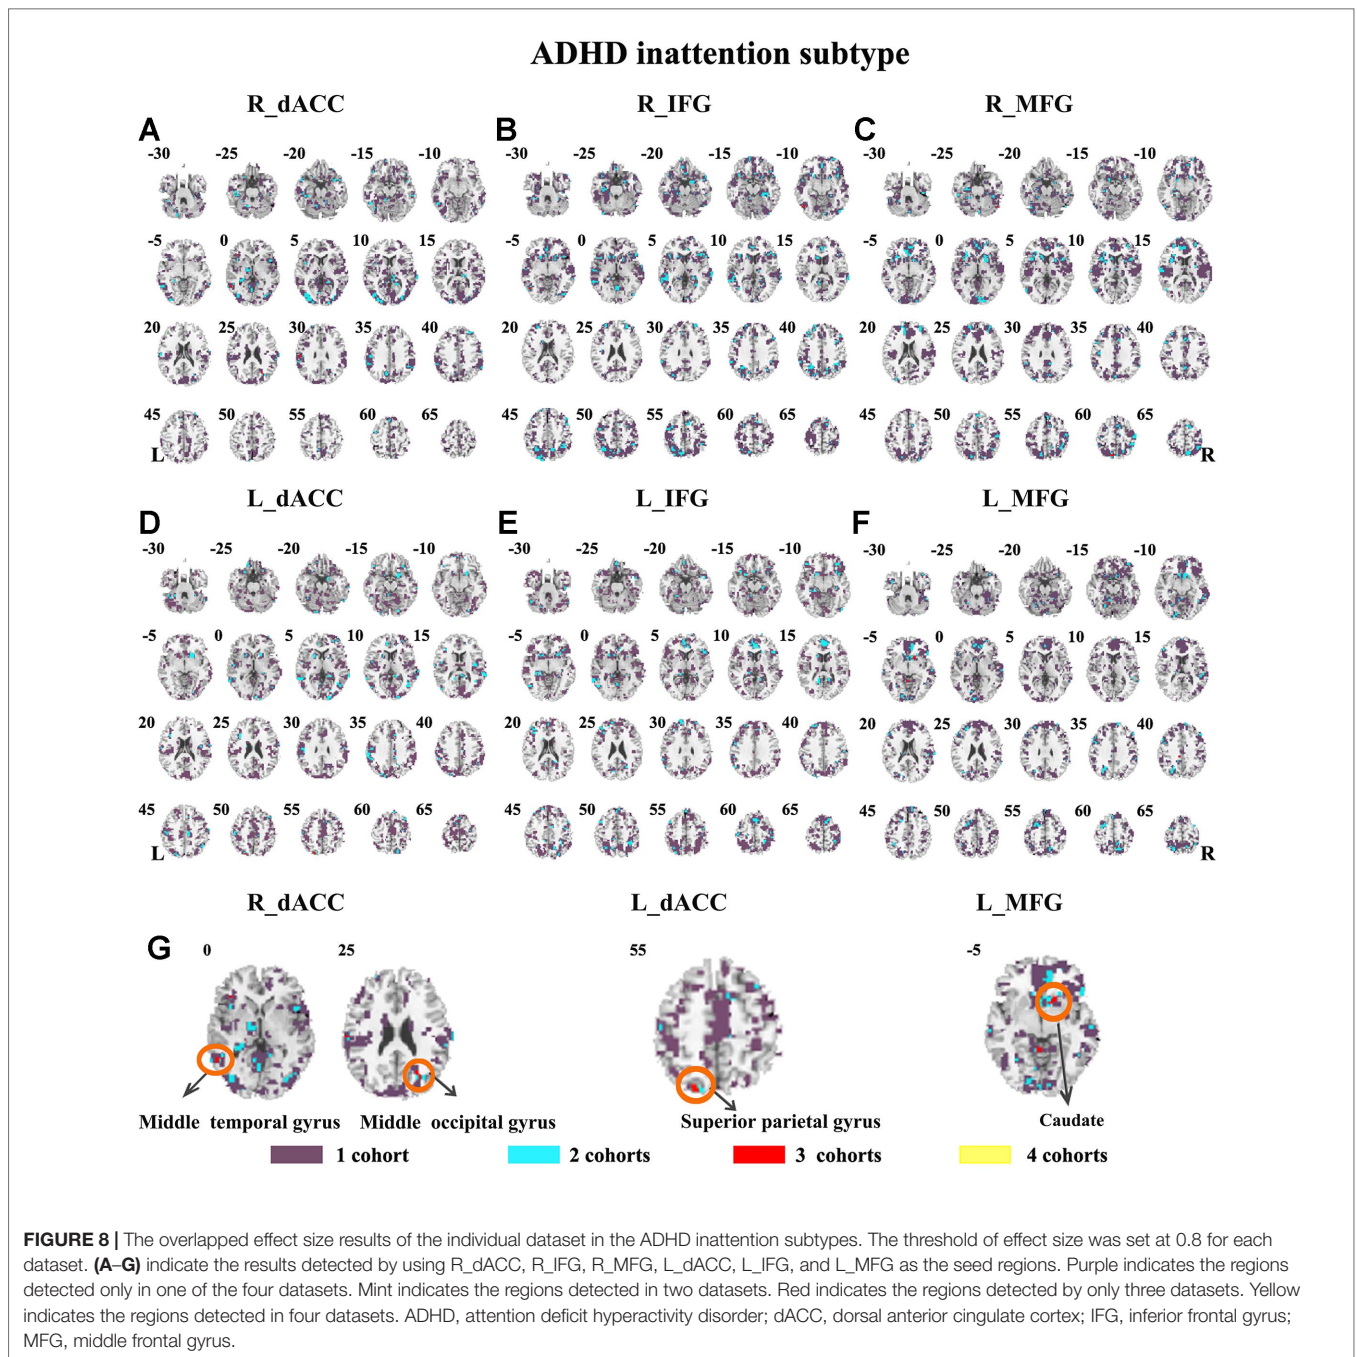 ADHD inattention subtype
R_dACC R_IFG R_MFG
A B C
-30 -25 -20 -15 -10 -30 -25 -20 -15 -10 -30 -25 -20 -15 -10
-5 0 5 10 15 -5 0 5 10 15 -5 0 5 10 15
20 25 30 35 40 20 25 30 35 40 20 25 30 35 40
45 50 55 60 65 45 50 55 60 65 45 50 55 60 65
L R
L_dACC L_IFG L_MFG
D E F
-30 -25 -20 -15 -10 -30 -25 -20 -15 -10 -30 -25 -20 -15 -10
-5 0 5 10 15 -5 0 5 10 15 -5 0 5 10 15
20 25 30 35 40 20 25 30 35 40 20 25 30 35 40
45 50 55 60 65 45 50 55 60 65 45 50 55 60 65
L R
R_dACC L_dACC L_MFG
G 0 25 55 -5
Middle temporal gyrus Middle occipital gyrus Superior parietal gyrus Caudate
1 cohort 2 cohorts 3 cohorts 4 cohorts
FIGURE 8 | The overlapped effect size results of the individual dataset in the ADHD inattention subtypes. The threshold of effect size was set at 0.8 for each
dataset. (A–G) indicate the results detected by using R_dACC, R_IFG, R_MFG, L_dACC, L_IFG, and L_MFG as the seed regions. Purple indicates the regions
detected only in one of the four datasets. Mint indicates the regions detected in two datasets. Red indicates the regions detected by only three datasets. Yellow
indicates the regions detected in four datasets. ADHD, attention deficit hyperactivity disorder; dACC, dorsal anterior cingulate cortex; IFG, inferior frontal gyrus;
MFG, middle frontal gyrus.